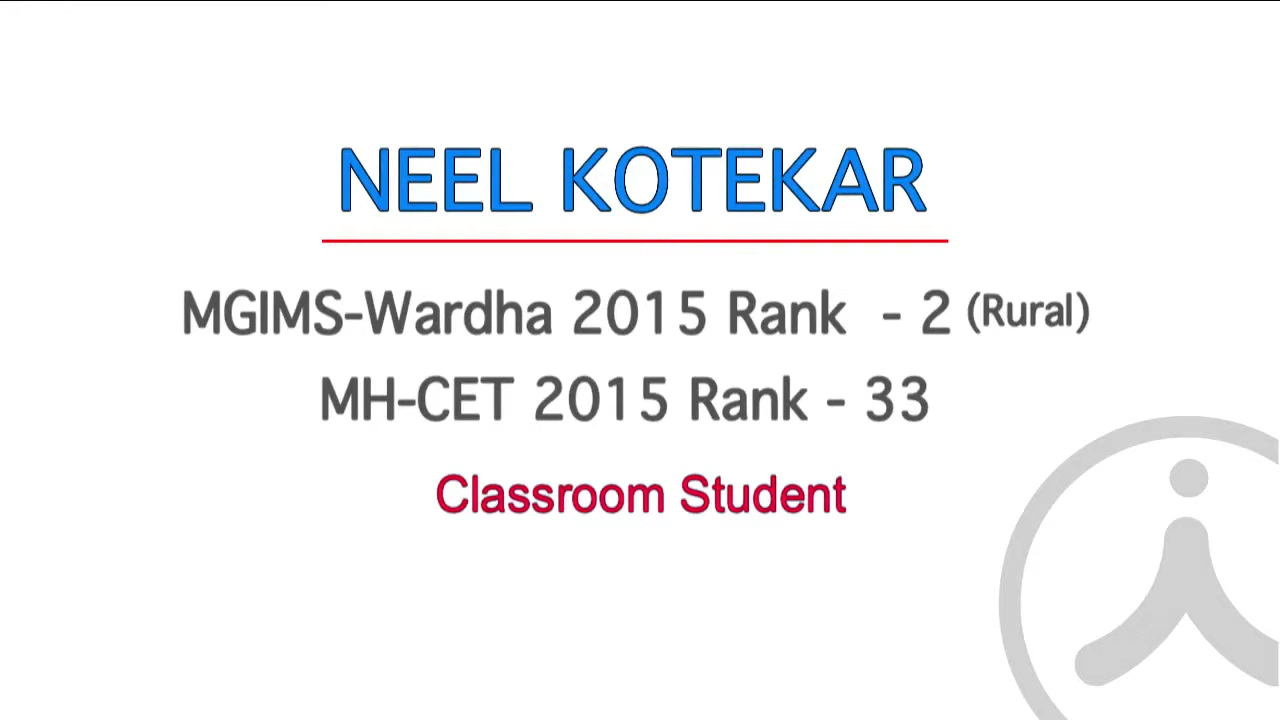 NEEL KOTEKAR
MGIMS-Wardha 2015 Rank - 2 (Rural)
MH-CET 2015 Rank - 33
Classroom Student